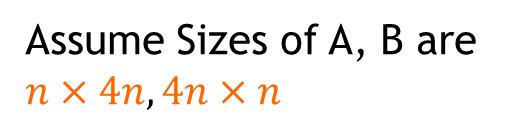 Assume Sizes of A, B are
n × 4n, 4n × n